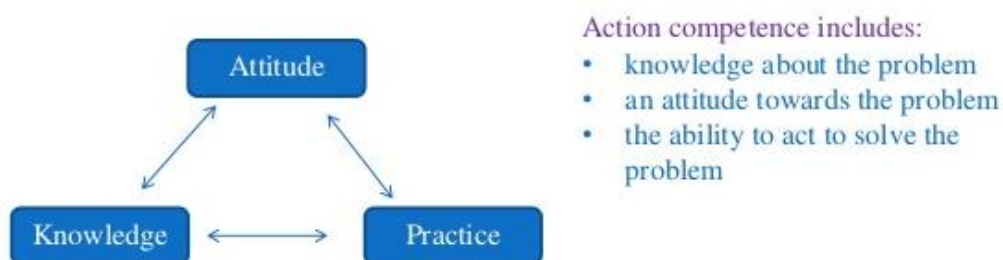 Attitude
Knowledge
Practice
Action competence includes:
• knowledge about the problem
• an attitude towards the problem
• the ability to act to solve the
problem